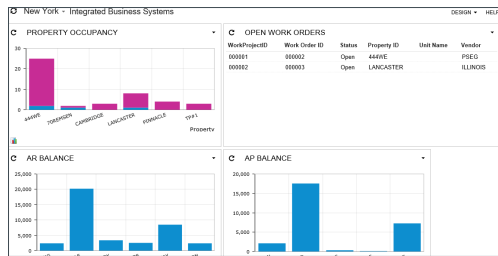 New York - Integrated Business Systems
DESIGN HELP
PROPERTY OCCUPANCY
30
20
10
0
444WE 70REMSEN CAMBRIDGE LANCASTER PINNACLE TP#1
Property
OPEN WORK ORDERS
WorkProjectID Work Order ID Status Property ID Unit Name Vendor
000001 000002 Open 444WE PSEG
000002 000003 Open LANCASTER ILLINOIS
AR BALANCE
25,000
20,000
15,000
10,000
5,000
0
AP BALANCE
20,000
15,000
10,000
5,000
0